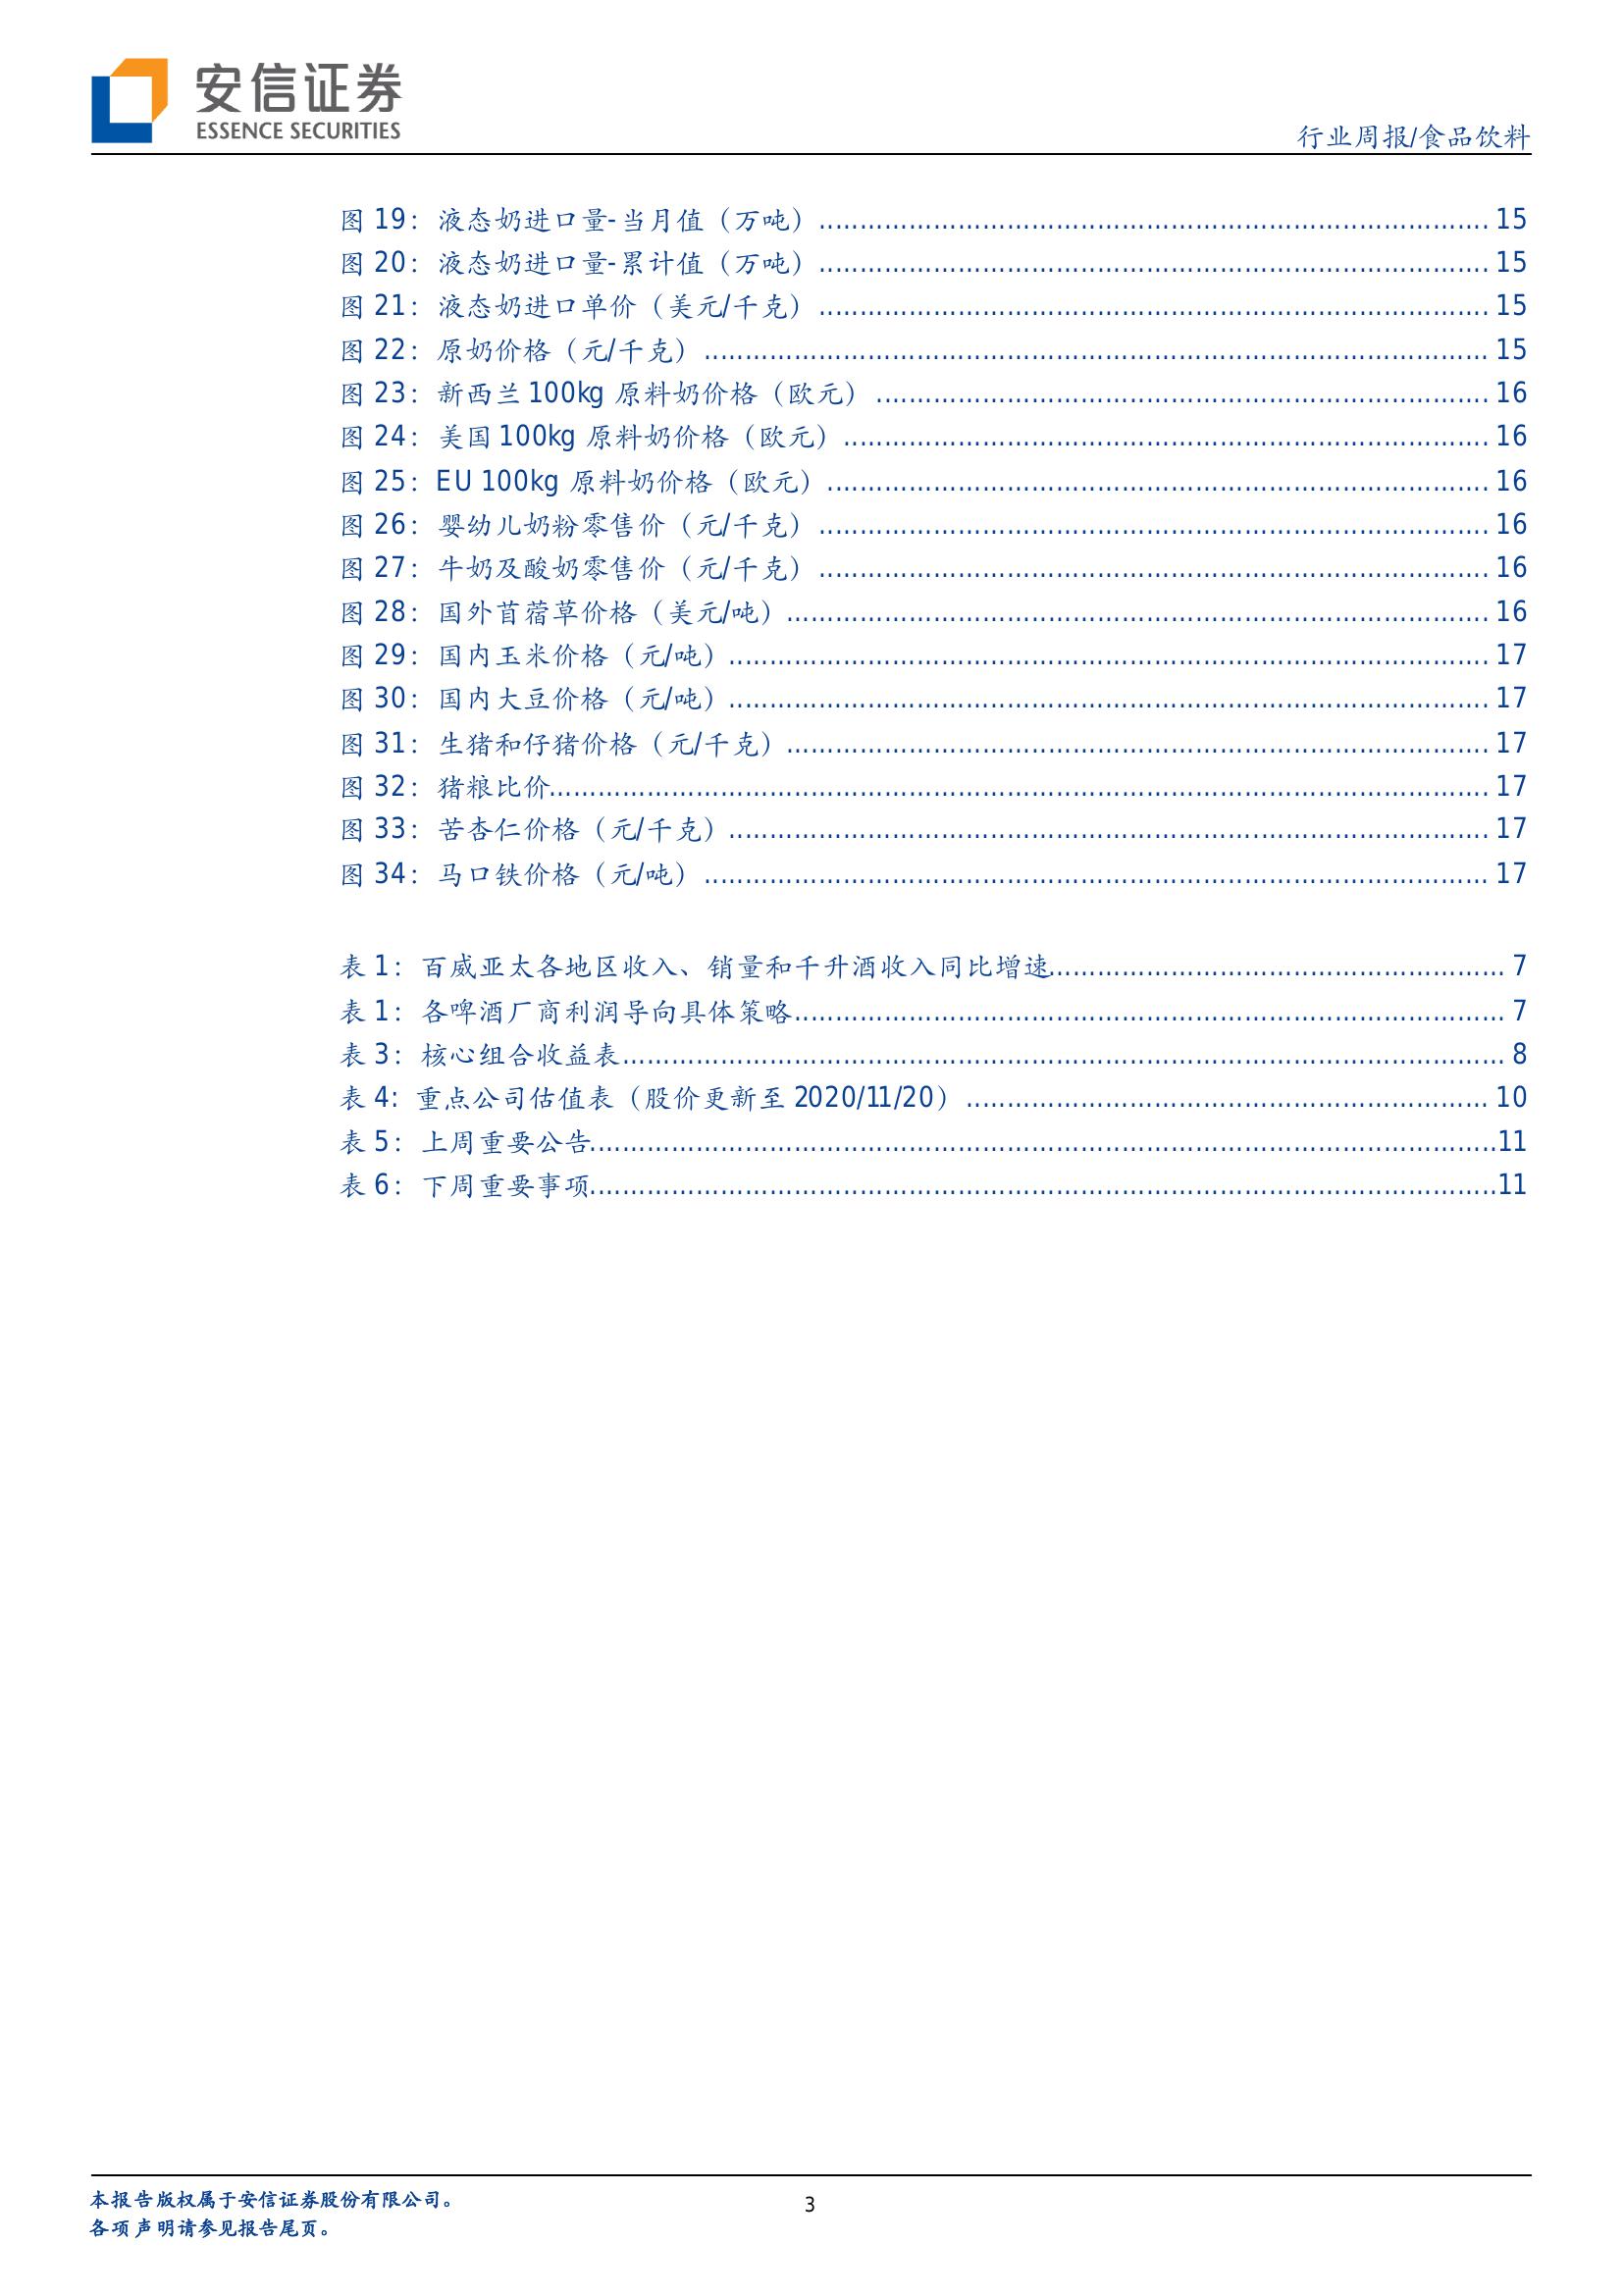 安信证券
ESSENCE SECURITIES
行业周报/食品饮料
图 19：液态奶进口量-当月值（万吨）........................................ 15
图 20：液态奶进口量-累计值（万吨）........................................ 15
图 21：液态奶进口单价（美元/千克）........................................ 15
图 22：原奶价格（元/千克）........................................ 15
图 23：新西兰 100kg 原料奶价格（欧元）........................................ 16
图 24：美国 100kg 原料奶价格（欧元）........................................ 16
图 25：EU 100kg 原料奶价格（欧元）........................................ 16
图 26：婴幼儿奶粉零售价（元/千克）........................................ 16
图 27：牛奶及酸奶零售价（元/千克）........................................ 16
图 28：国外苜蓿草价格（美元/吨）........................................ 16
图 29：国内玉米价格（元/吨）........................................ 17
图 30：国内大豆价格（元/吨）........................................ 17
图 31：生猪和仔猪价格（元/千克）........................................ 17
图 32：猪粮比价........................................ 17
图 33：苦杏仁价格（元/千克）........................................ 17
图 34：马口铁价格（元/吨）........................................ 17
表 1：百威亚太各地区收入、销量和千升酒收入同比增速........................................ 7
表 1：各啤酒厂商利润导向具体策略........................................ 7
表 3：核心组合收益表........................................ 8
表 4：重点公司估值表（股价更新至 2020/11/20）........................................ 10
表 5：上周重要公告........................................11
表 6：下周重要事项........................................11
本报告版权属于安信证券股份有限公司。
各项声明请参见报告尾页。
3